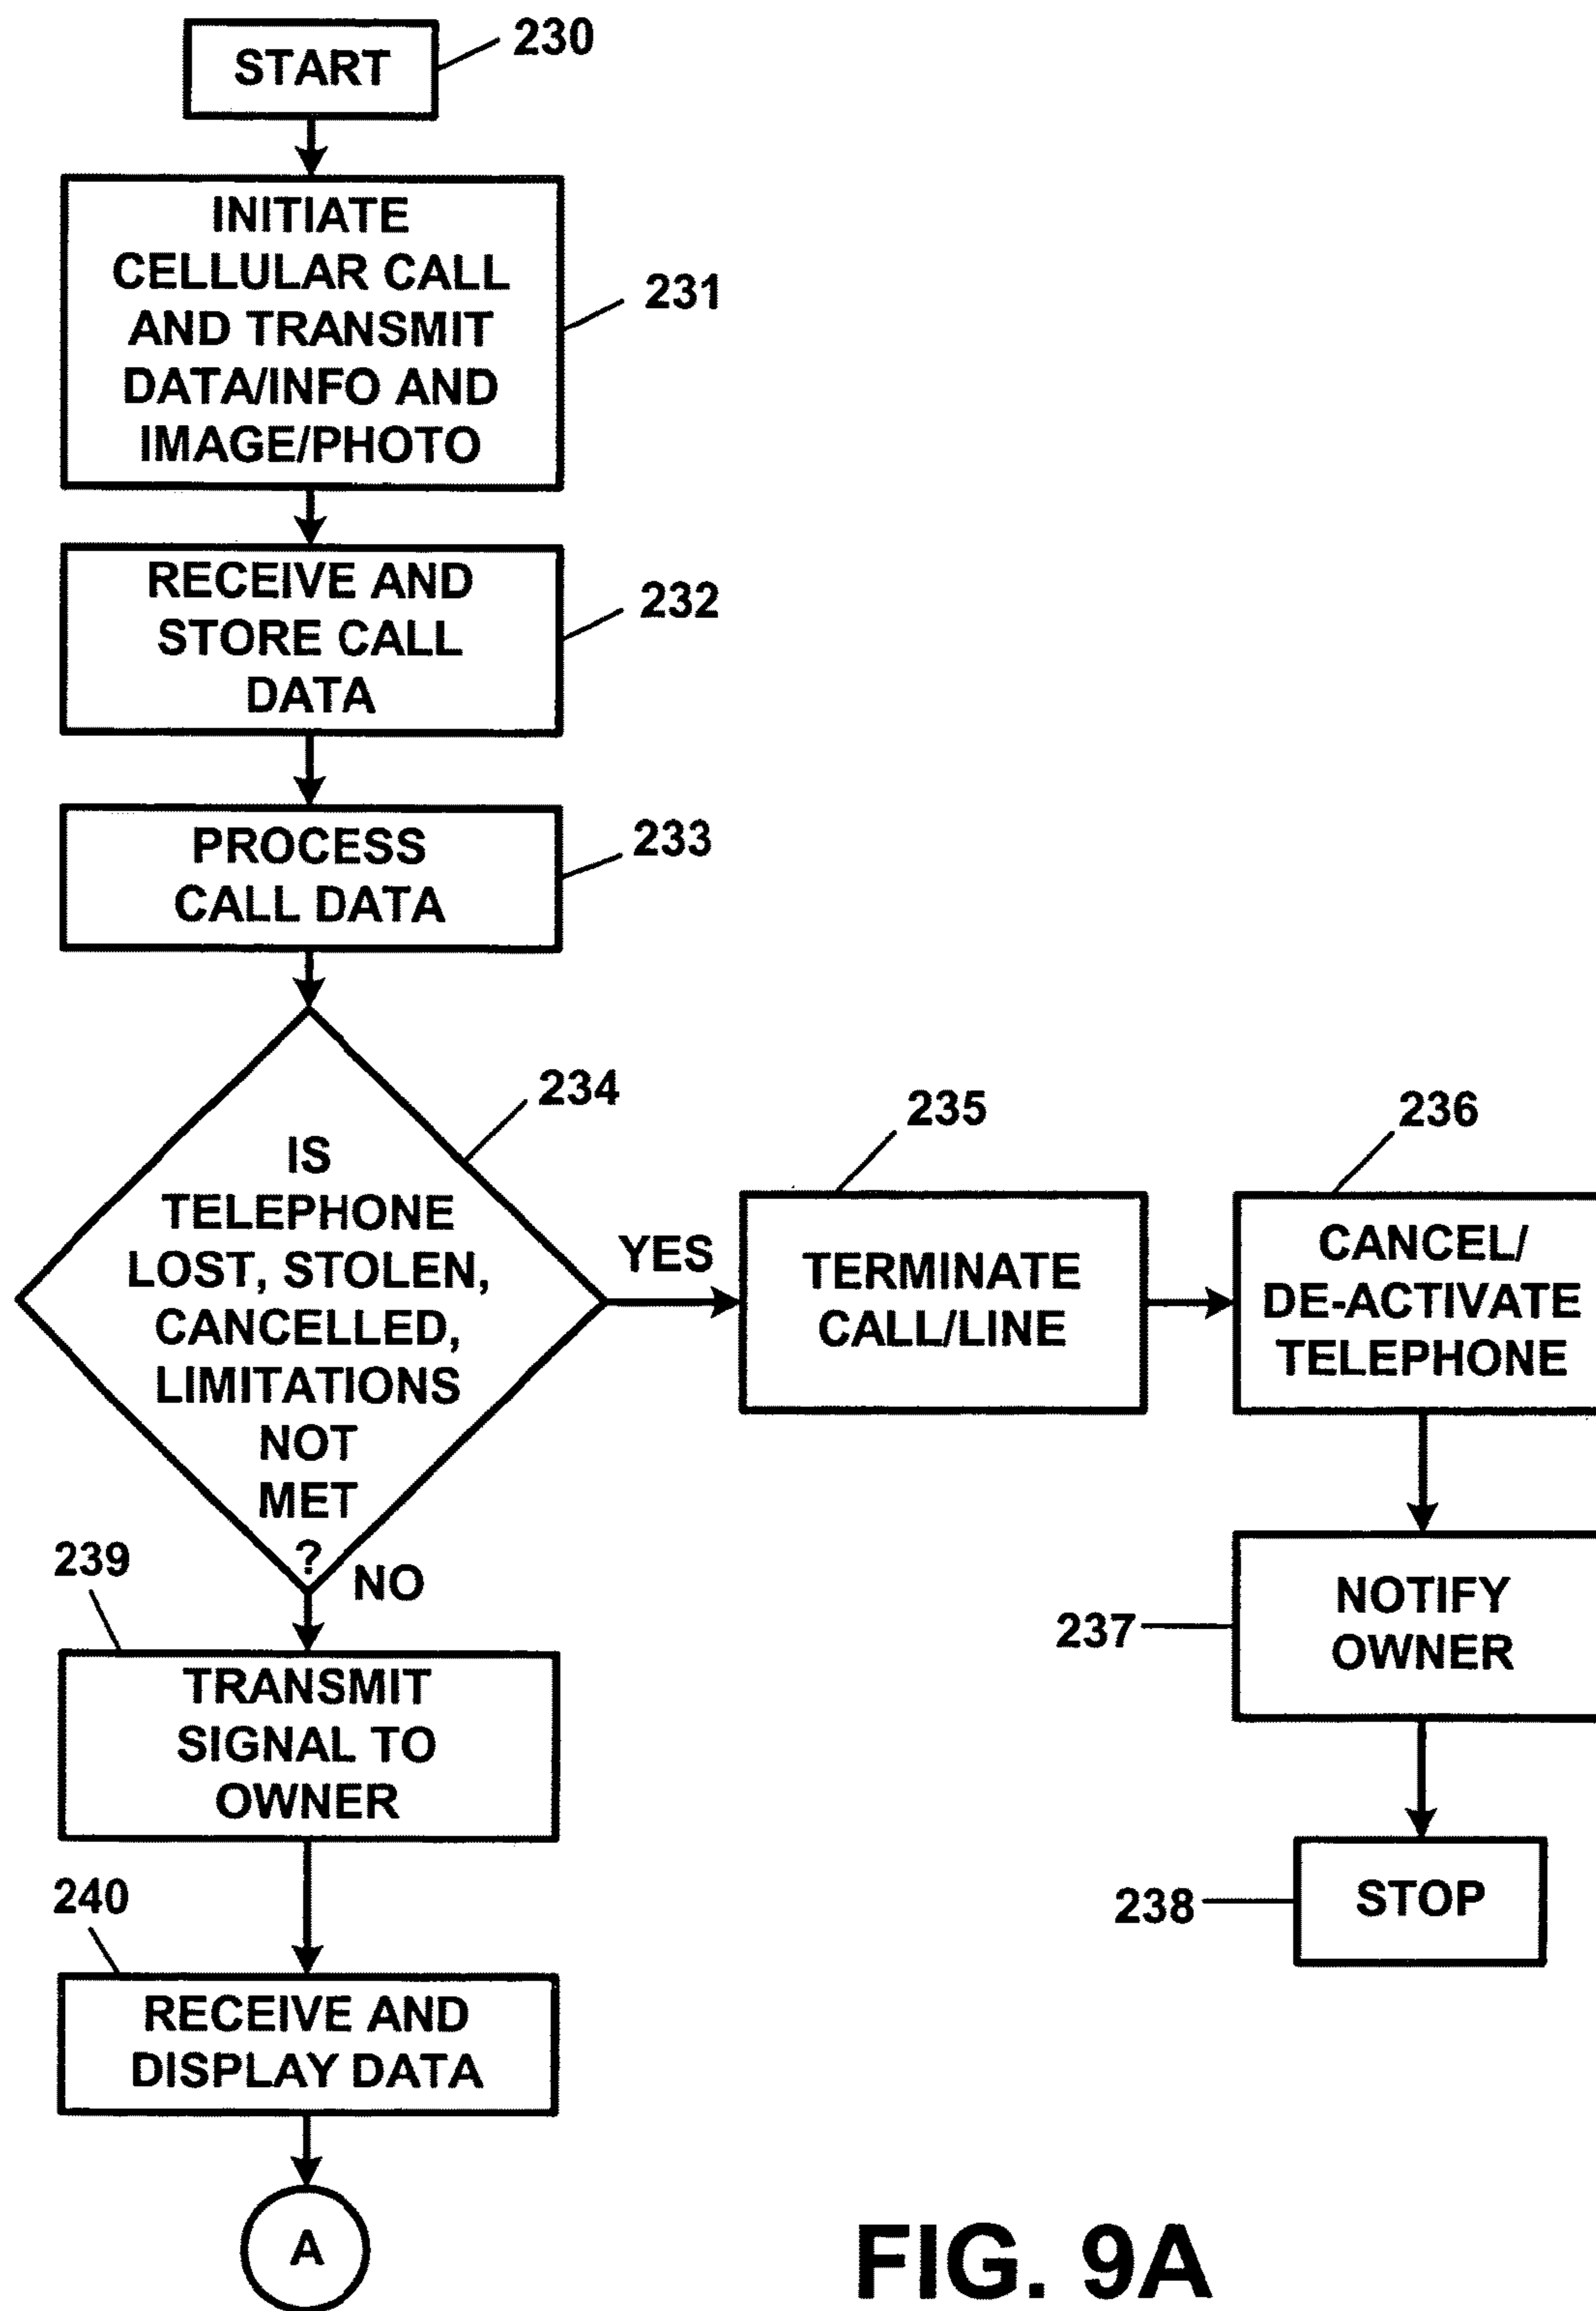 START
230
INITIATE
CELLULAR CALL
AND TRANSMIT
DATA/INFO AND
IMAGE/PHOTO
231
RECEIVE AND
STORE CALL
DATA
232
PROCESS
CALL DATA
233
IS
TELEPHONE
LOST, STOLEN,
CANCELLED,
LIMITATIONS
NOT
MET
?
234
YES
TERMINATE
CALL/LINE
235
CANCEL/
DE-ACTIVATE
TELEPHONE
236
NOTIFY
OWNER
237
STOP
238
NO
239
TRANSMIT
SIGNAL TO
OWNER
240
RECEIVE AND
DISPLAY DATA
A
FIG. 9A